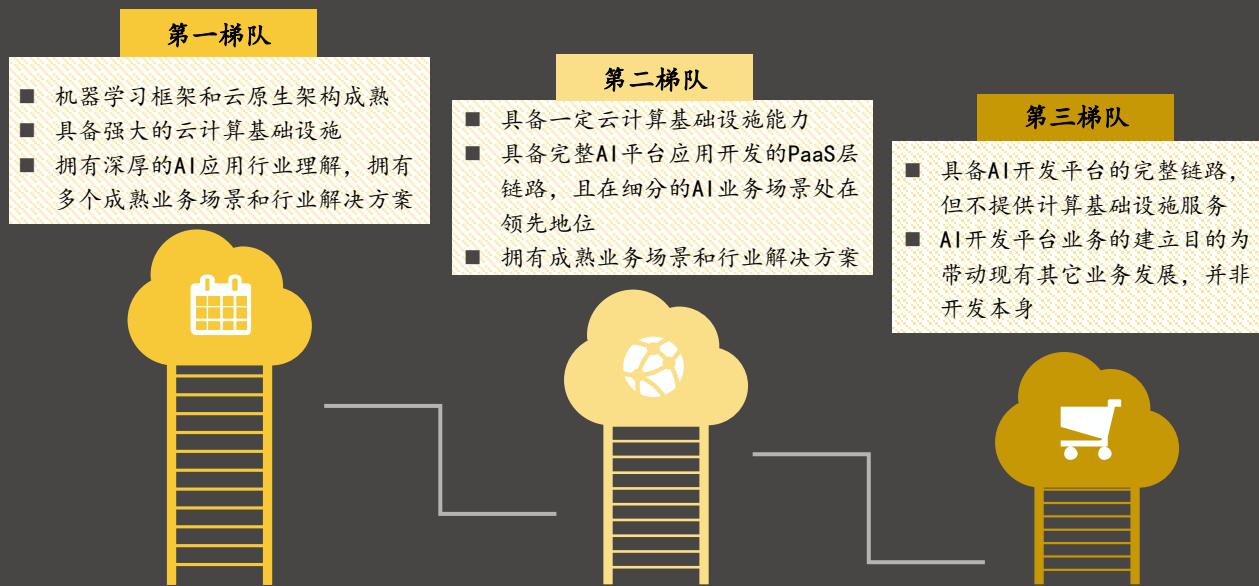 第一梯队
■ 机器学习框架和云原生架构成熟
■ 具备强大的云计算基础设施
■ 拥有深厚的AI应用行业理解，拥有
多个成熟业务场景和行业解决方案
第二梯队
■ 具备一定云计算基础设施能力
■ 具备完整AI平台应用开发的PaaS层
链路，且在细分的AI业务场景处在
领先地位
■ 拥有成熟业务场景和行业解决方案
第三梯队
■ 具备AI开发平台的完整链路，
但不提供计算基础设施服务
■ AI开发平台业务的建立目的为
带动现有其它业务发展，并非
开发本身